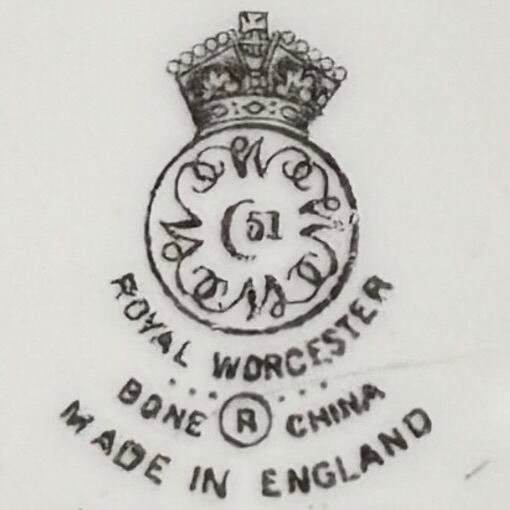 51
ROYAL WORCESTER
BONE ® CHINA
MADE IN ENGLAND